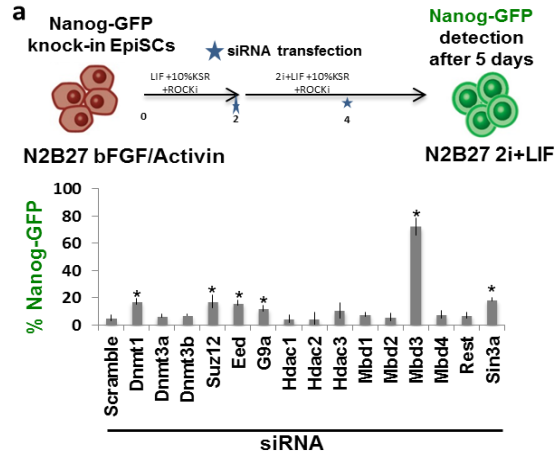 a
Nanog-GFP
knock-in EpiSCs
siRNA transfection
Nanog-GFP
detection
after 5 days
LIF +10%KSR
+ROCKi
2i+LIF +10%KSR
+ROCKi
0
2
4
N2B27 bFGF/Activin
N2B27 2i+LIF
% Nanog-GFP
100
80
60
40
20
0
* * * * * * *
Scramble
Dnmt1
Dnmt3a
Dnmt3b
Suz12
Eed
G9a
Hdac1
Hdac2
Hdac3
Mbd1
Mbd2
Mbd3
Mbd4
Rest
Sin3a
siRNA